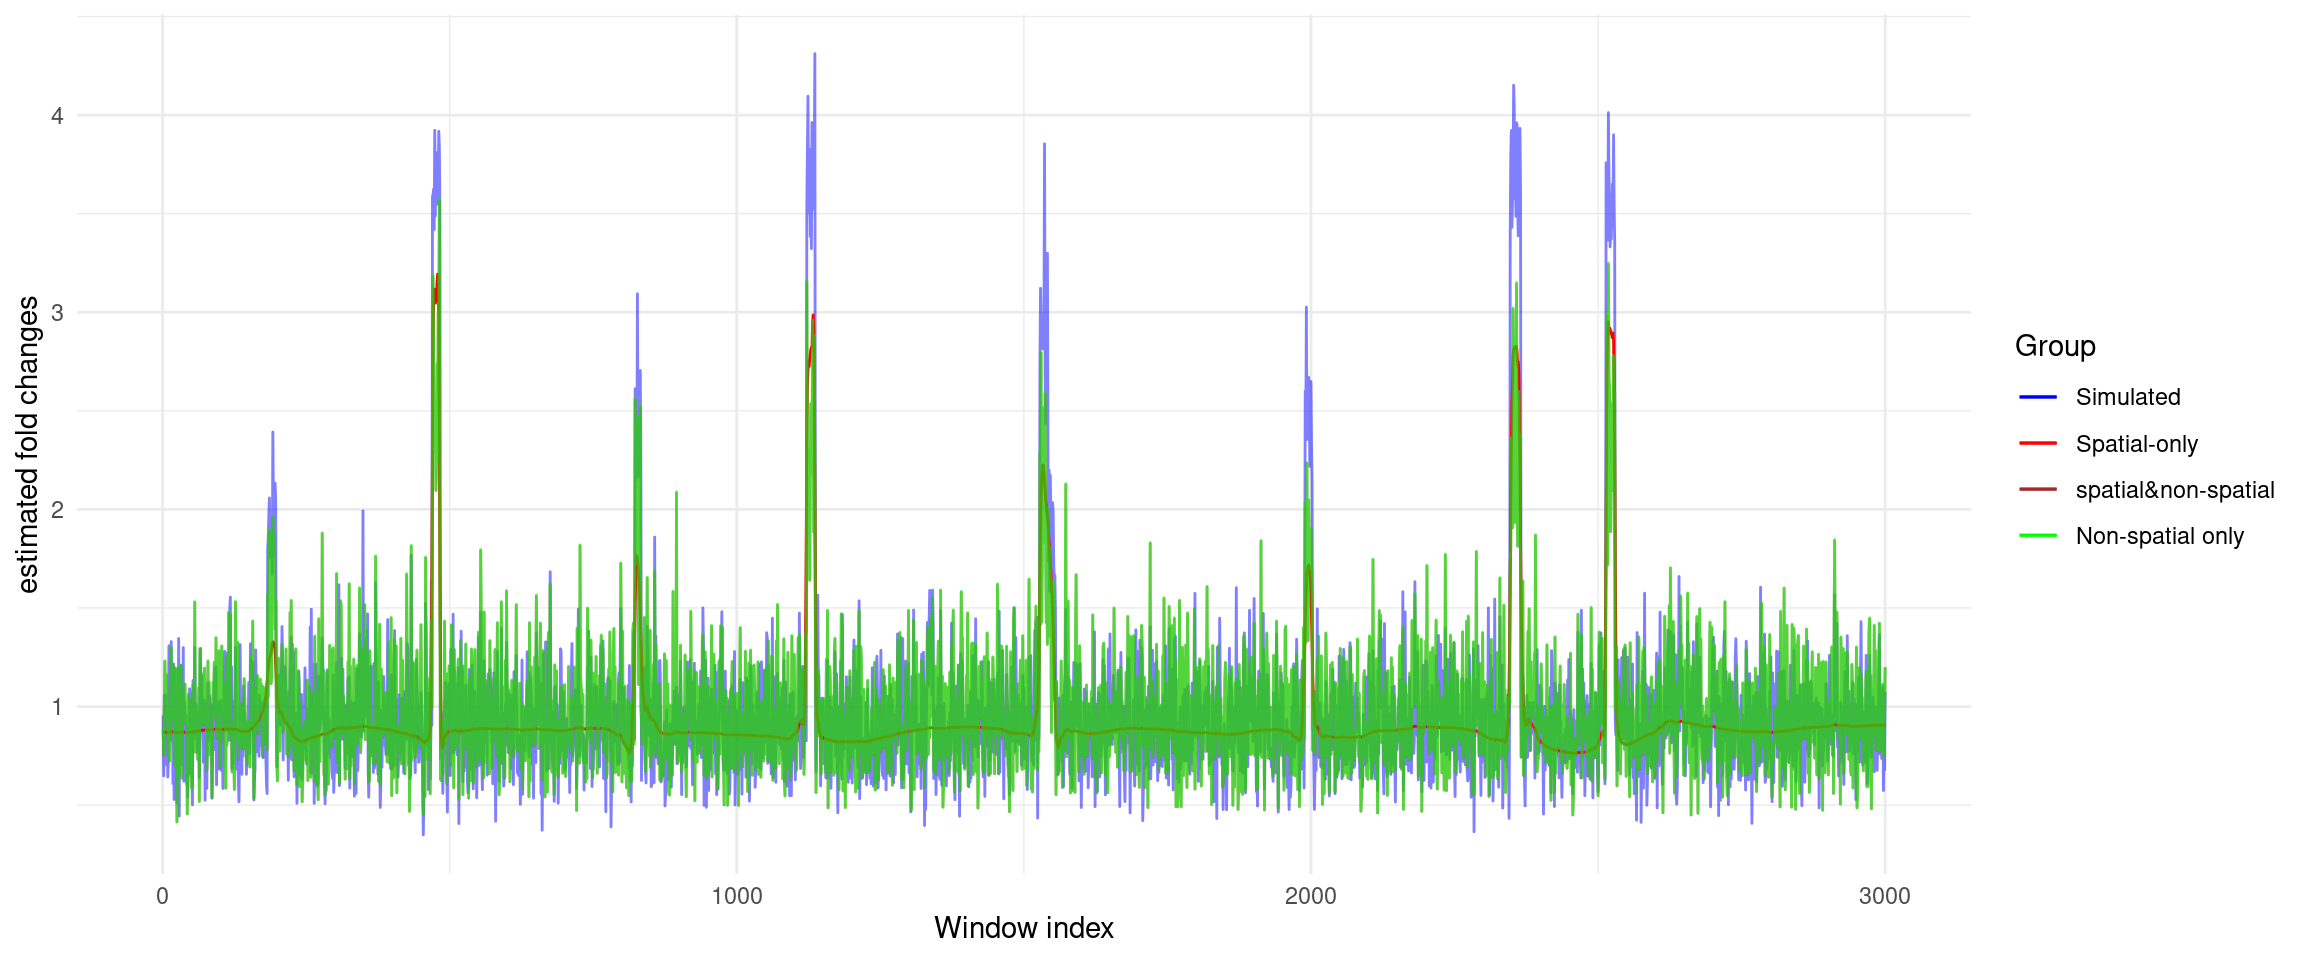 estimated fold changes
4
3
2
1
0
1000
2000
3000
Window index
Group
Simulated
Spatial-only
spatial&non-spatial
Non-spatial only